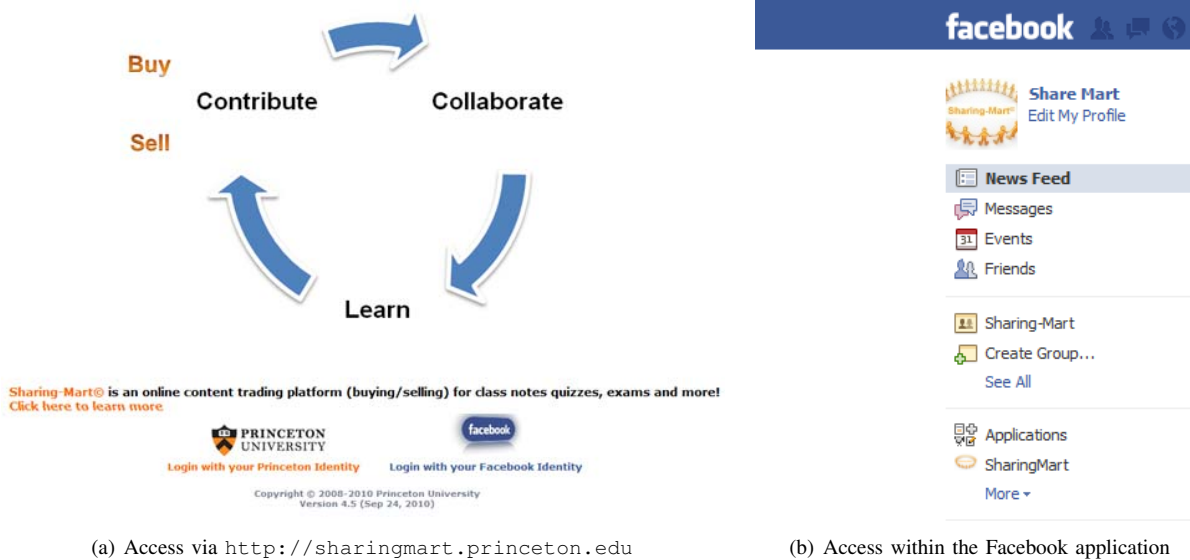 Buy
Contribute
Collaborate
Sell
Learn
Sharing-Mart© is an online content trading platform (buying/selling) for class notes quizzes, exams and more!
Click here to learn more
PRINCETON
UNIVERSITY
facebook
Login with your Princeton Identity
Login with your Facebook Identity
Copyright © 2008-2010 Princeton University
Version 4.5 (Sep 24, 2010)
(a) Access via http://sharingmart.princeton.edu
facebook
Sharing-Mart©
Share Mart
Edit My Profile
News Feed
Messages
31 Events
Friends
Sharing-Mart
Create Group...
See All
Applications
SharingMart
More
(b) Access within the Facebook application